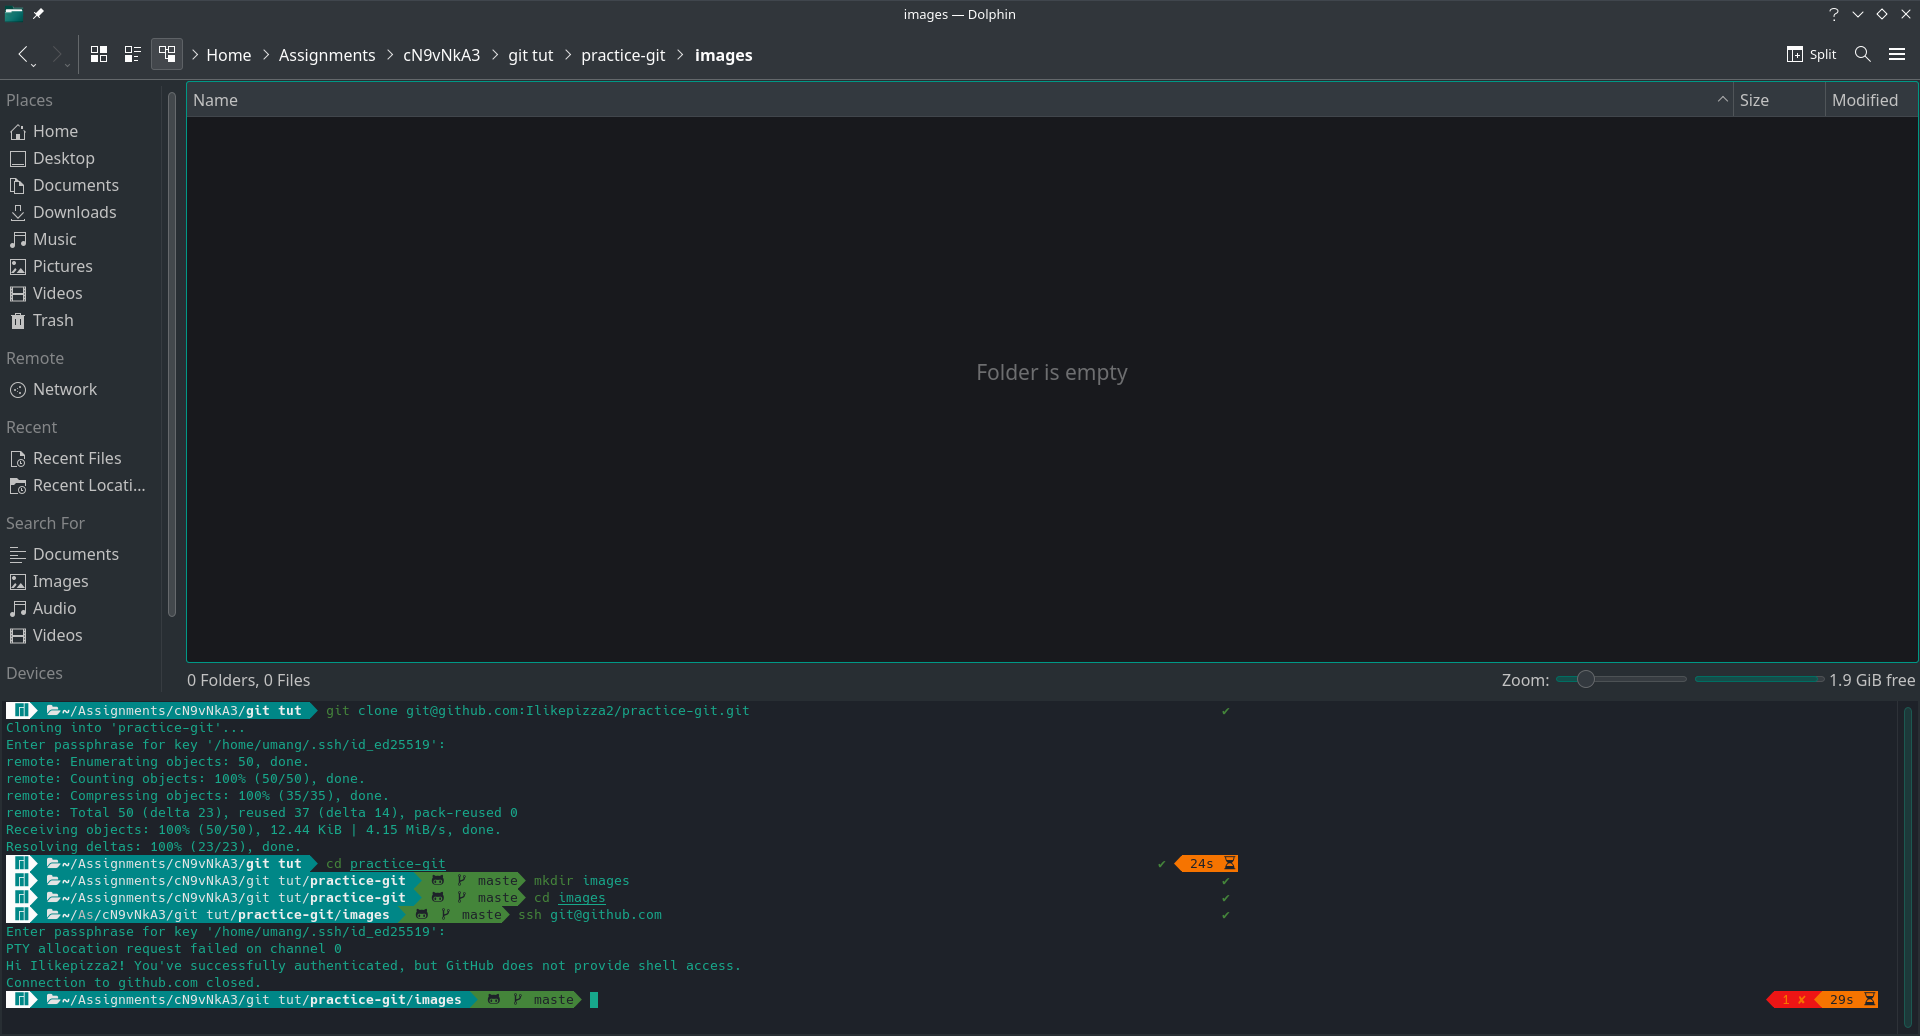 images — Dolphin
Home > Assignments > cN9vNkA3 > git tut > practice-git > images
Split
Places
Home
Desktop
Documents
Downloads
Music
Pictures
Videos
Trash
Remote
Network
Recent
Recent Files
Recent Locati...
Search For
Documents
Images
Audio
Videos
Devices
Name Size Modified
Folder is empty
0 Folders, 0 Files Zoom: 1.9 GiB free
~/Assignments/cN9vNkA3/git tut git clone git@github.com:Ilikepizza2/practice-git.git ✔
Cloning into 'practice-git'...
Enter passphrase for key '/home/umang/.ssh/id_ed25519':
remote: Enumerating objects: 50, done.
remote: Counting objects: 100% (50/50), done.
remote: Compressing objects: 100% (35/35), done.
remote: Total 50 (delta 23), reused 37 (delta 14), pack-reused 0
Receiving objects: 100% (50/50), 12.44 KiB | 4.15 MiB/s, done.
Resolving deltas: 100% (23/23), done.
~/Assignments/cN9vNkA3/git tut cd practice-git ✔ 24s
~/Assignments/cN9vNkA3/git tut/practice-git maste mkdir images ✔
~/Assignments/cN9vNkA3/git tut/practice-git maste cd images ✔
~/As/cN9vNkA3/git tut/practice-git/images maste ssh git@github.com ✔
Enter passphrase for key '/home/umang/.ssh/id_ed25519':
PTY allocation request failed on channel 0
Hi Ilikepizza2! You've successfully authenticated, but GitHub does not provide shell access.
Connection to github.com closed.
~/Assignments/cN9vNkA3/git tut/practice-git/images maste 1 ✘ 29s